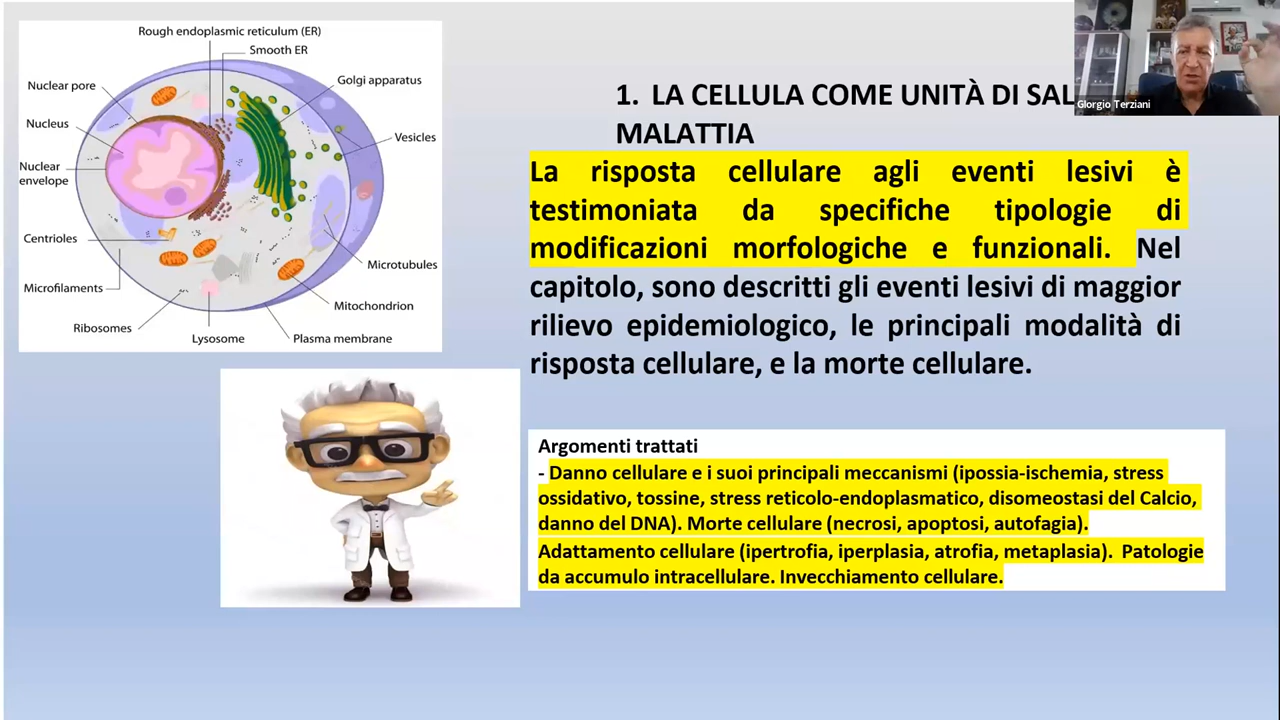 Rough endoplasmic reticulum (ER)
Smooth ER
Golgi apparatus
Nuclear pore
Nucleus
Vesicles
Nuclear
envelope
Centrioles
Microtubules
Microfilaments
Mitochondrion
Ribosomes
Lysosome
Plasma membrane
1. LA CELLULA COME UNITÀ DI SAL
MALATTIA
La risposta cellulare agli eventi lesivi è
testimoniata da specifiche tipologie di
modificazioni morfologiche e funzionali. Nel
capitolo, sono descritti gli eventi lesivi di maggior
rilievo epidemiologico, le principali modalità di
risposta cellulare, e la morte cellulare.
Argomenti trattati
- Danno cellulare e i suoi principali meccanismi (ipossia-ischemia, stress
ossidativo, tossine, stress reticolo-endoplasmatico, disomeostasi del Calcio,
danno del DNA). Morte cellulare (necrosi, apoptosi, autofagia).
Adattamento cellulare (ipertrofia, iperplasia, atrofia, metaplasia). Patologie
da accumulo intracellulare. Invecchiamento cellulare.
GIorgio Terziani